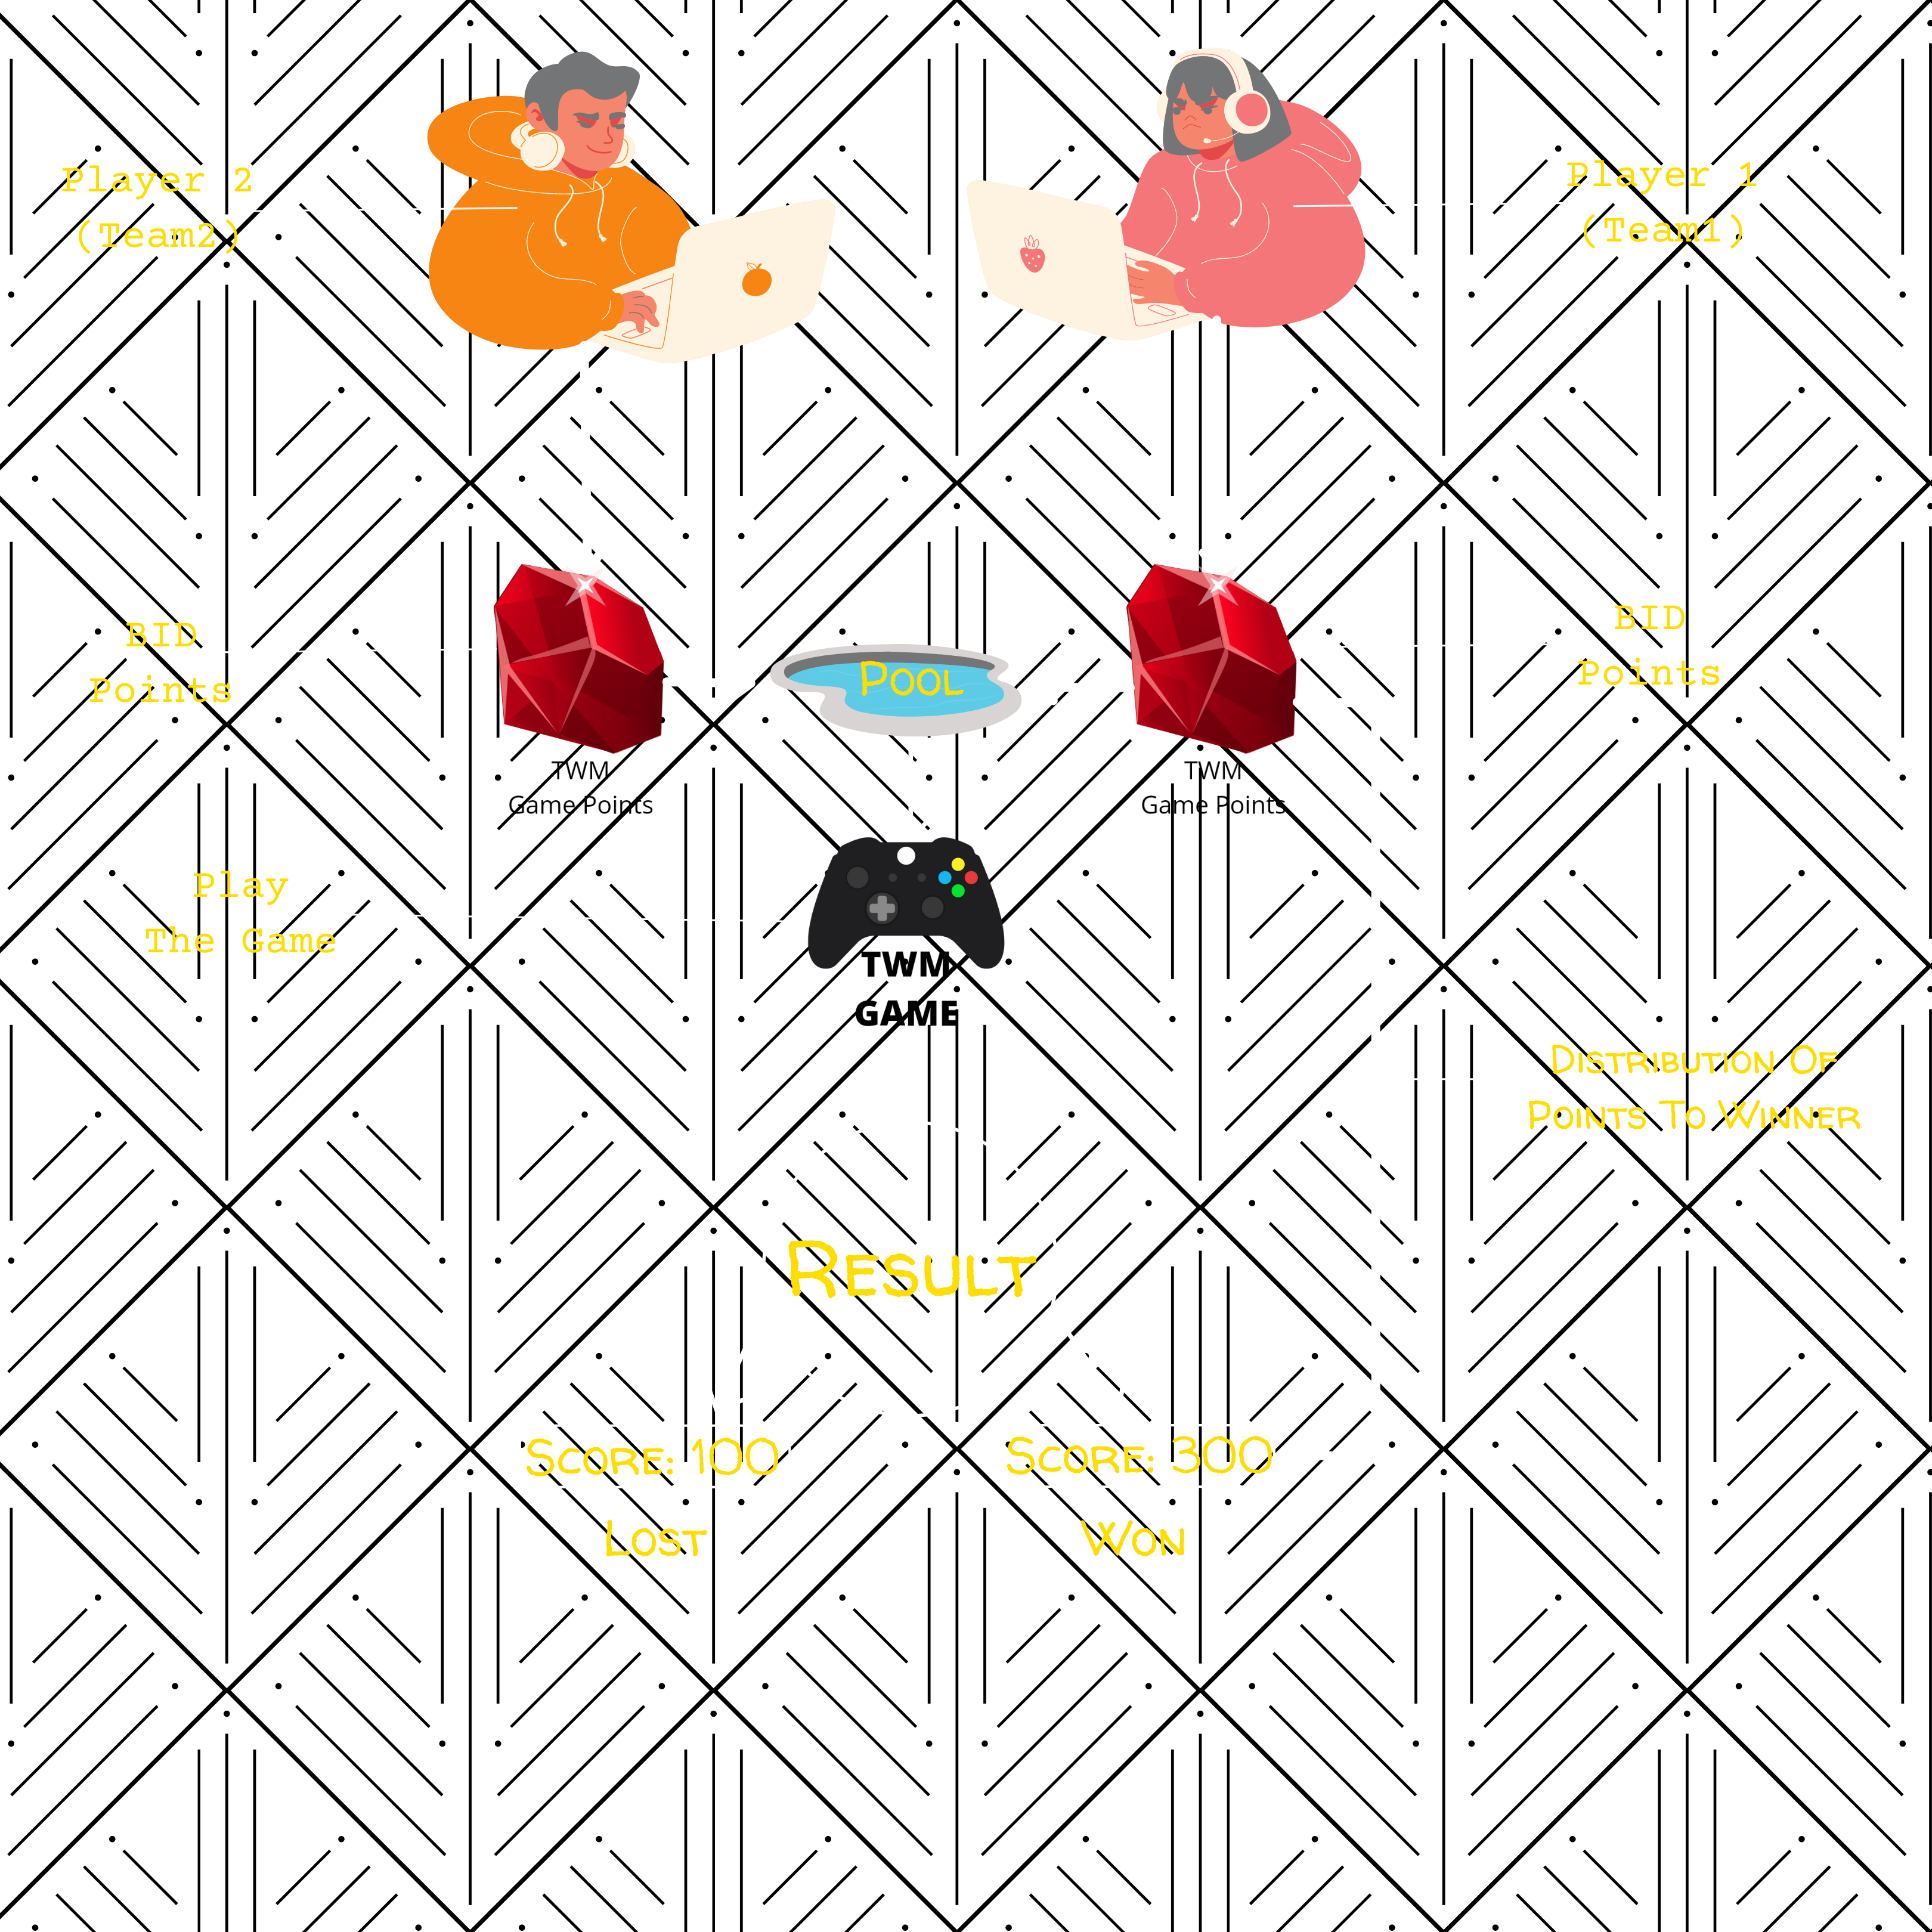 Player 2
(Team2)
Player 1
(Team1)
BID
Points
BID
Points
POOL
TWM
Game Points
TWM
Game Points
Play
The Game
TWM
GAME
Distribution Of
Points To Winner
Result
Score: 100
Lost
Score: 300
Won